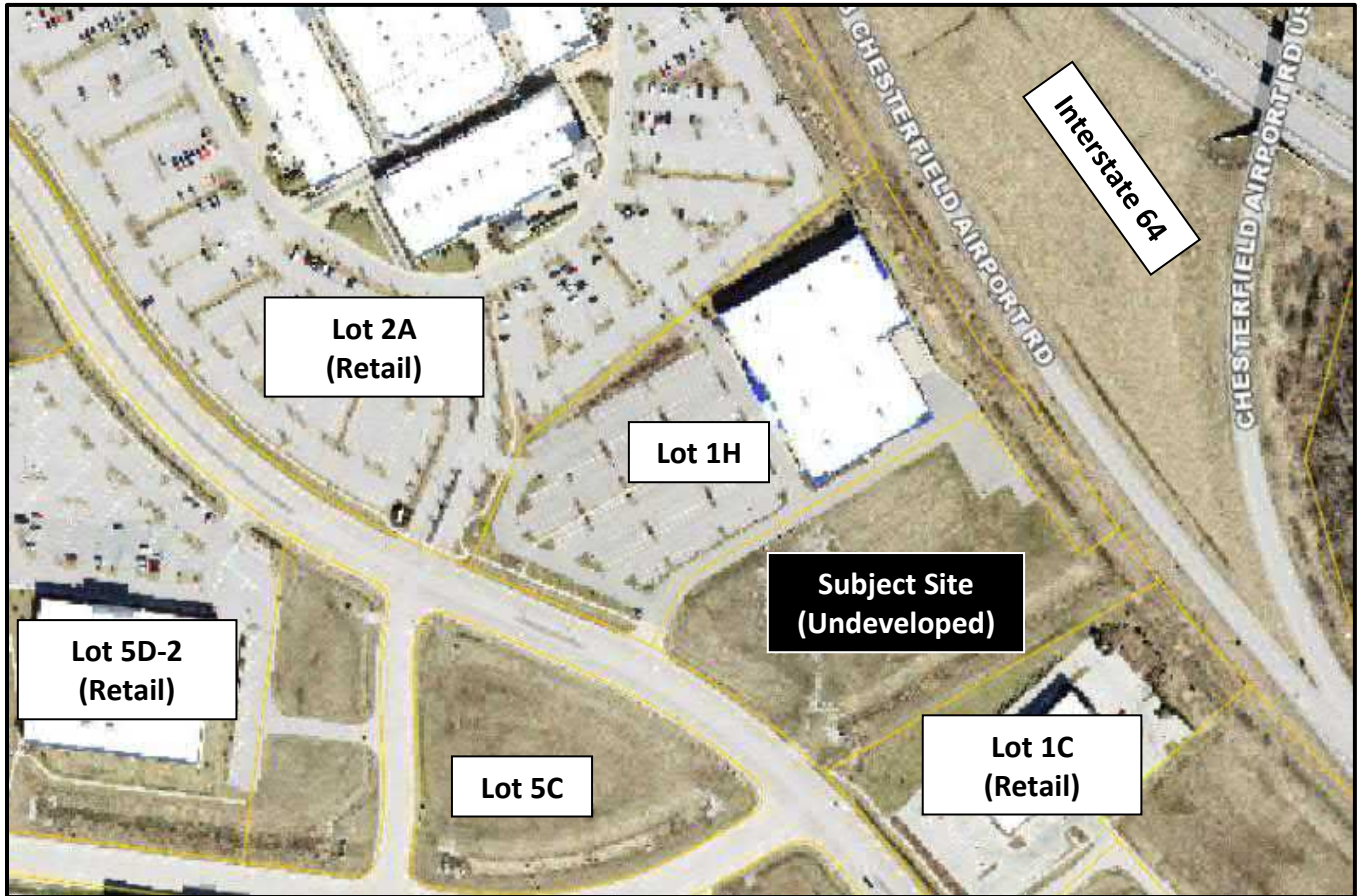 N CHESTERFIELD AIRPORT RD
CHESTERFIELD AIRPORT RD US
Interstate 64
Lot 2A
(Retail)
Lot 1H
Subject Site
(Undeveloped)
Lot 5D-2
(Retail)
Lot 5C
Lot 1C
(Retail)